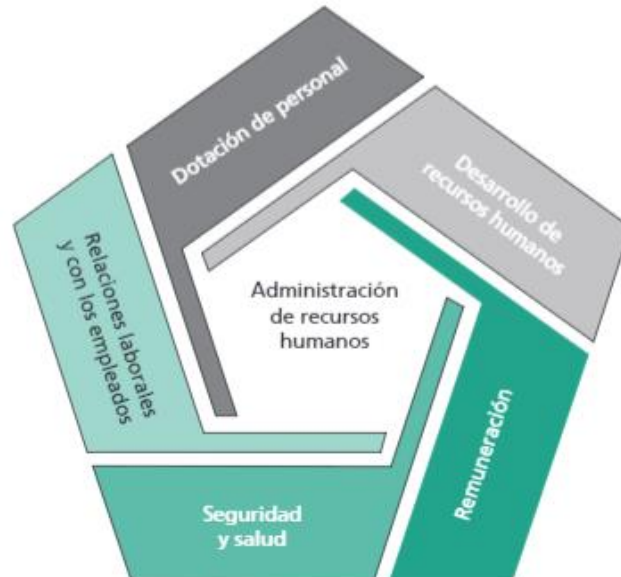 Dotación de personal
Desarrollo de
recursos humanos
Administración
de recursos
humanos
Relaciones laborales
y con los empleados
Remuneración
Seguridad
y salud